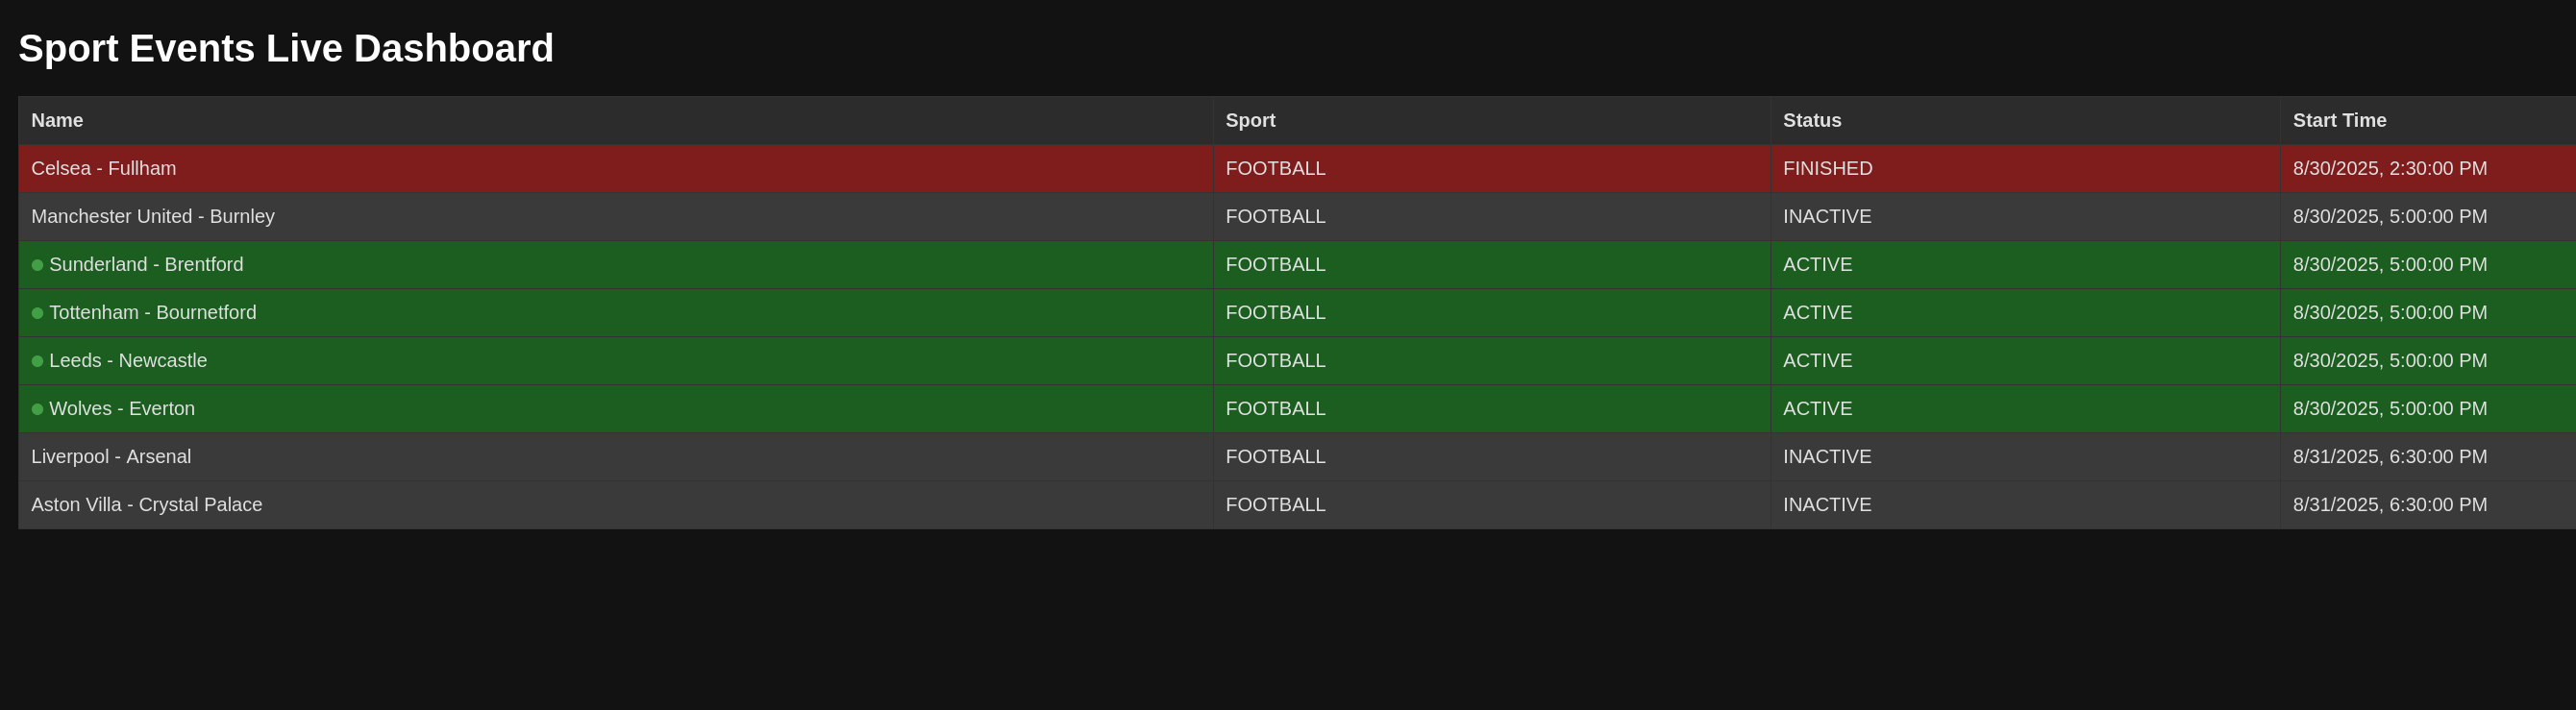 Sport Events Live Dashboard
Name Sport Status Start Time
Celsea - Fullham FOOTBALL FINISHED 8/30/2025, 2:30:00 PM
Manchester United - Burnley FOOTBALL INACTIVE 8/30/2025, 5:00:00 PM
Sunderland - Brentford FOOTBALL ACTIVE 8/30/2025, 5:00:00 PM
Tottenham - Bournetford FOOTBALL ACTIVE 8/30/2025, 5:00:00 PM
Leeds - Newcastle FOOTBALL ACTIVE 8/30/2025, 5:00:00 PM
Wolves - Everton FOOTBALL ACTIVE 8/30/2025, 5:00:00 PM
Liverpool - Arsenal FOOTBALL INACTIVE 8/31/2025, 6:30:00 PM
Aston Villa - Crystal Palace FOOTBALL INACTIVE 8/31/2025, 6:30:00 PM